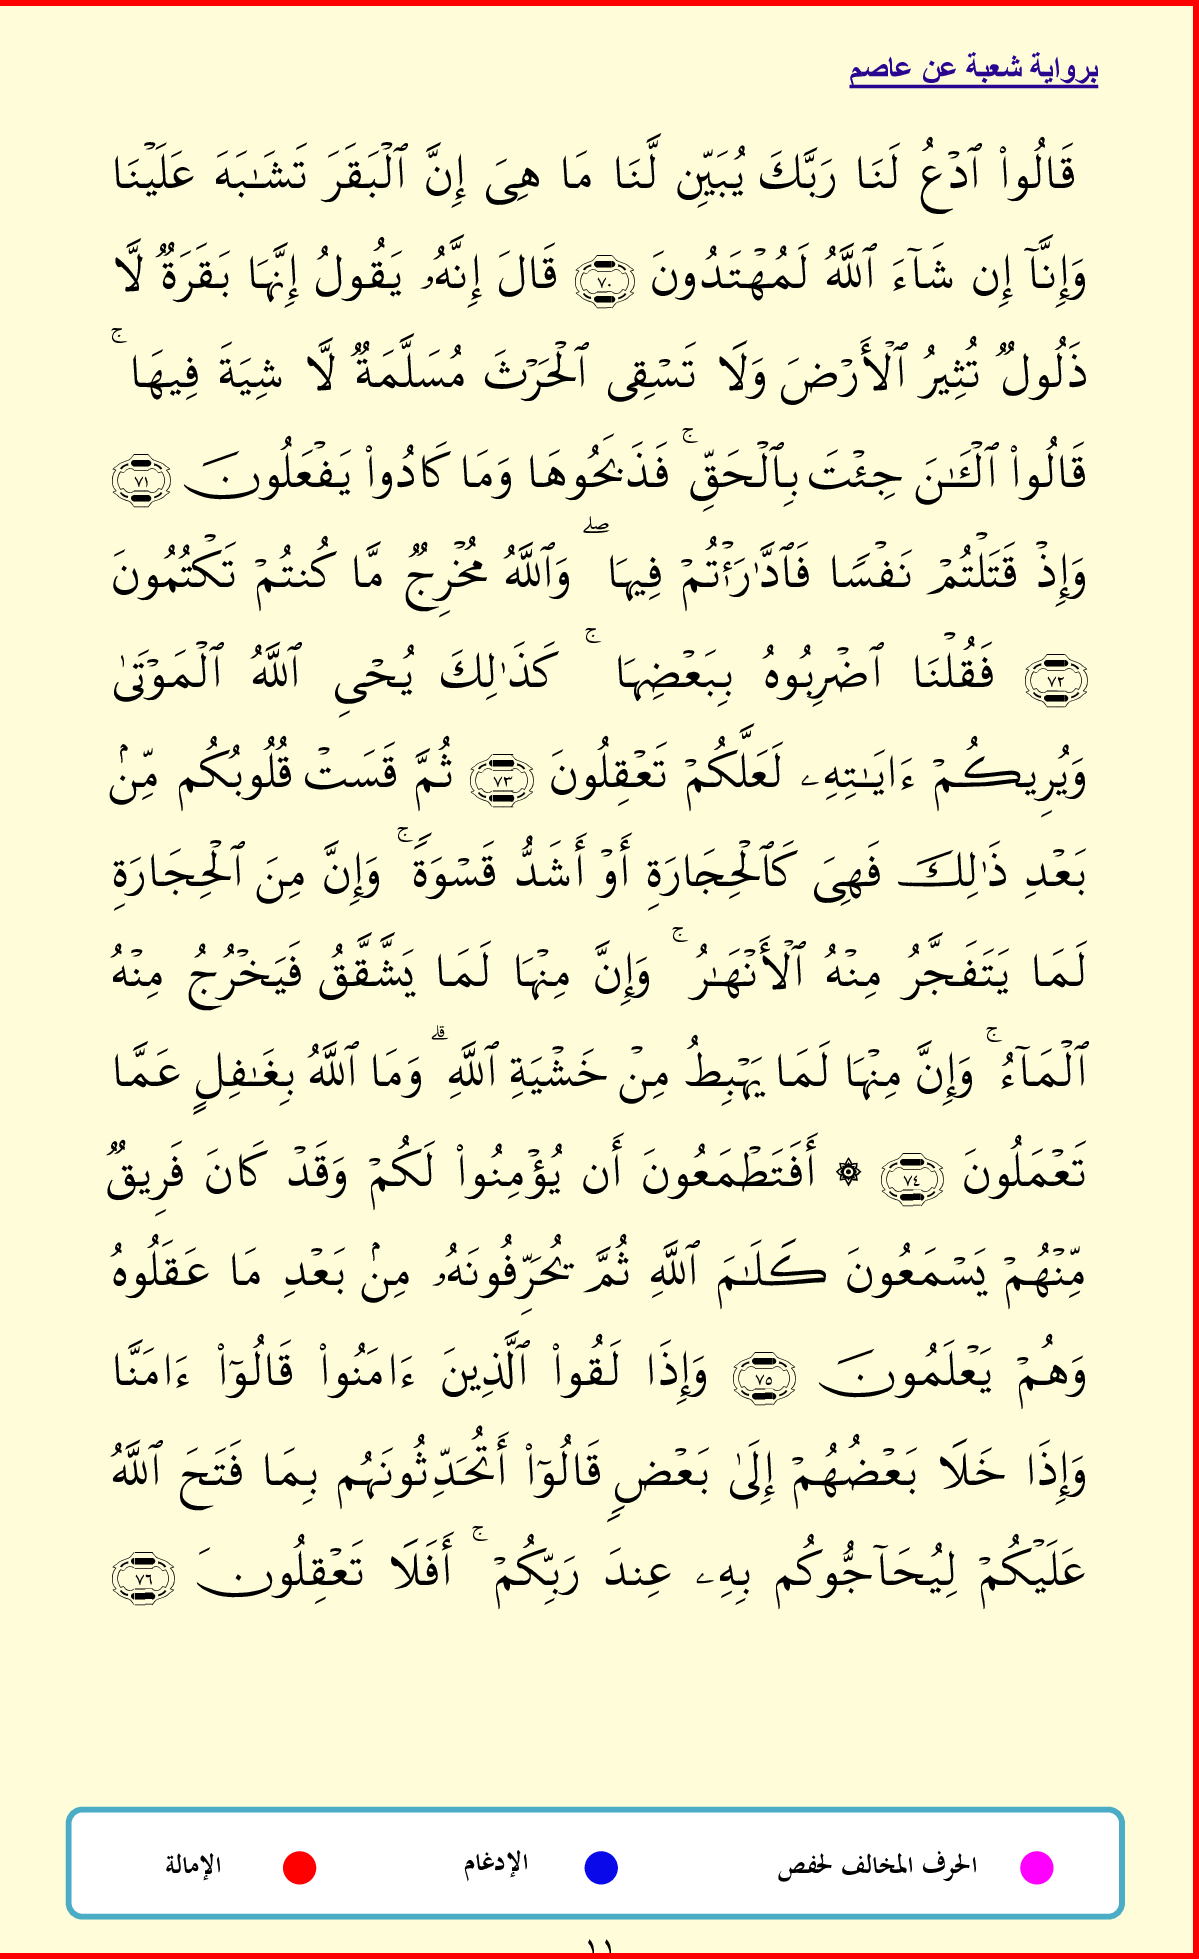 برواية شعبة عن عاصم
قَالُوا۟ ٱدْعُ لَنَا رَبَّكَ يُبَيِّن لَّنَا مَا هِىَ إِنَّ ٱلْبَقَرَ تَشَـٰبَهَ عَلَيْنَا
وَإِنَّآ إِن شَآءَ ٱللَّهُ لَمُهْتَدُونَ ٧٠ قَالَ إِنَّهُۥ يَقُولُ إِنَّهَا بَقَرَةٌ لَّا
ذَلُولٌ تُثِيرُ ٱلْأَرْضَ وَلَا تَسْقِى ٱلْحَرْثَ مُسَلَّمَةٌ لَّا شِيَةَ فِيهَا ۚ
قَالُوا۟ ٱلْـَٔـٰنَ جِئْتَ بِٱلْحَقِّ ۚ فَذَبَحُوهَا وَمَا كَادُوا۟ يَفْعَلُونَ ٧١
وَإِذْ قَتَلْتُمْ نَفْسًا فَٱدَّٰرَْٰٔتُمْ فِيهَا ۖ وَٱللَّهُ مُخْرِجٌ مَّا كُنتُمْ تَكْتُمُونَ
٧٢ فَقُلْنَا ٱضْرِبُوهُ بِبَعْضِهَا ۚ كَذَٰلِكَ يُحْىِ ٱللَّهُ ٱلْمَوْتَىٰ
وَيُرِيكُمْ ءَايَـٰتِهِۦ لَعَلَّكُمْ تَعْقِلُونَ ٧٣ ثُمَّ قَسَتْ قُلُوبُكُم مِّنۢ
بَعْدِ ذَٰلِكَ فَهِىَ كَٱلْحِجَارَةِ أَوْ أَشَدُّ قَسْوَةً ۚ وَإِنَّ مِنَ ٱلْحِجَارَةِ
لَمَا يَتَفَجَّرُ مِنْهُ ٱلْأَنْهَـٰرُ ۚ وَإِنَّ مِنْهَا لَمَا يَشَّقَّقُ فَيَخْرُجُ مِنْهُ
ٱلْمَآءُ ۚ وَإِنَّ مِنْهَا لَمَا يَهْبِطُ مِنْ خَشْيَةِ ٱللَّهِ ۗ وَمَا ٱللَّهُ بِغَـٰفِلٍ عَمَّا
تَعْمَلُونَ ٧٤ ۞ أَفَتَطْمَعُونَ أَن يُؤْمِنُوا۟ لَكُمْ وَقَدْ كَانَ فَرِيقٌ
مِّنْهُمْ يَسْمَعُونَ كَلَـٰمَ ٱللَّهِ ثُمَّ يُحَرِّفُونَهُۥ مِنۢ بَعْدِ مَا عَقَلُوهُ
وَهُمْ يَعْلَمُونَ ٧٥ وَإِذَا لَقُوا۟ ٱلَّذِينَ ءَامَنُوا۟ قَالُوٓا۟ ءَامَنَّا
وَإِذَا خَلَا بَعْضُهُمْ إِلَىٰ بَعْضٍ قَالُوٓا۟ أَتُحَدِّثُونَهُم بِمَا فَتَحَ ٱللَّهُ
عَلَيْكُمْ لِيُحَآجُّوكُم بِهِۦ عِندَ رَبِّكُمْ ۚ أَفَلَا تَعْقِلُونَ ٧٦
الحرف المخالف لحفص الإدغام الإمالة
١١